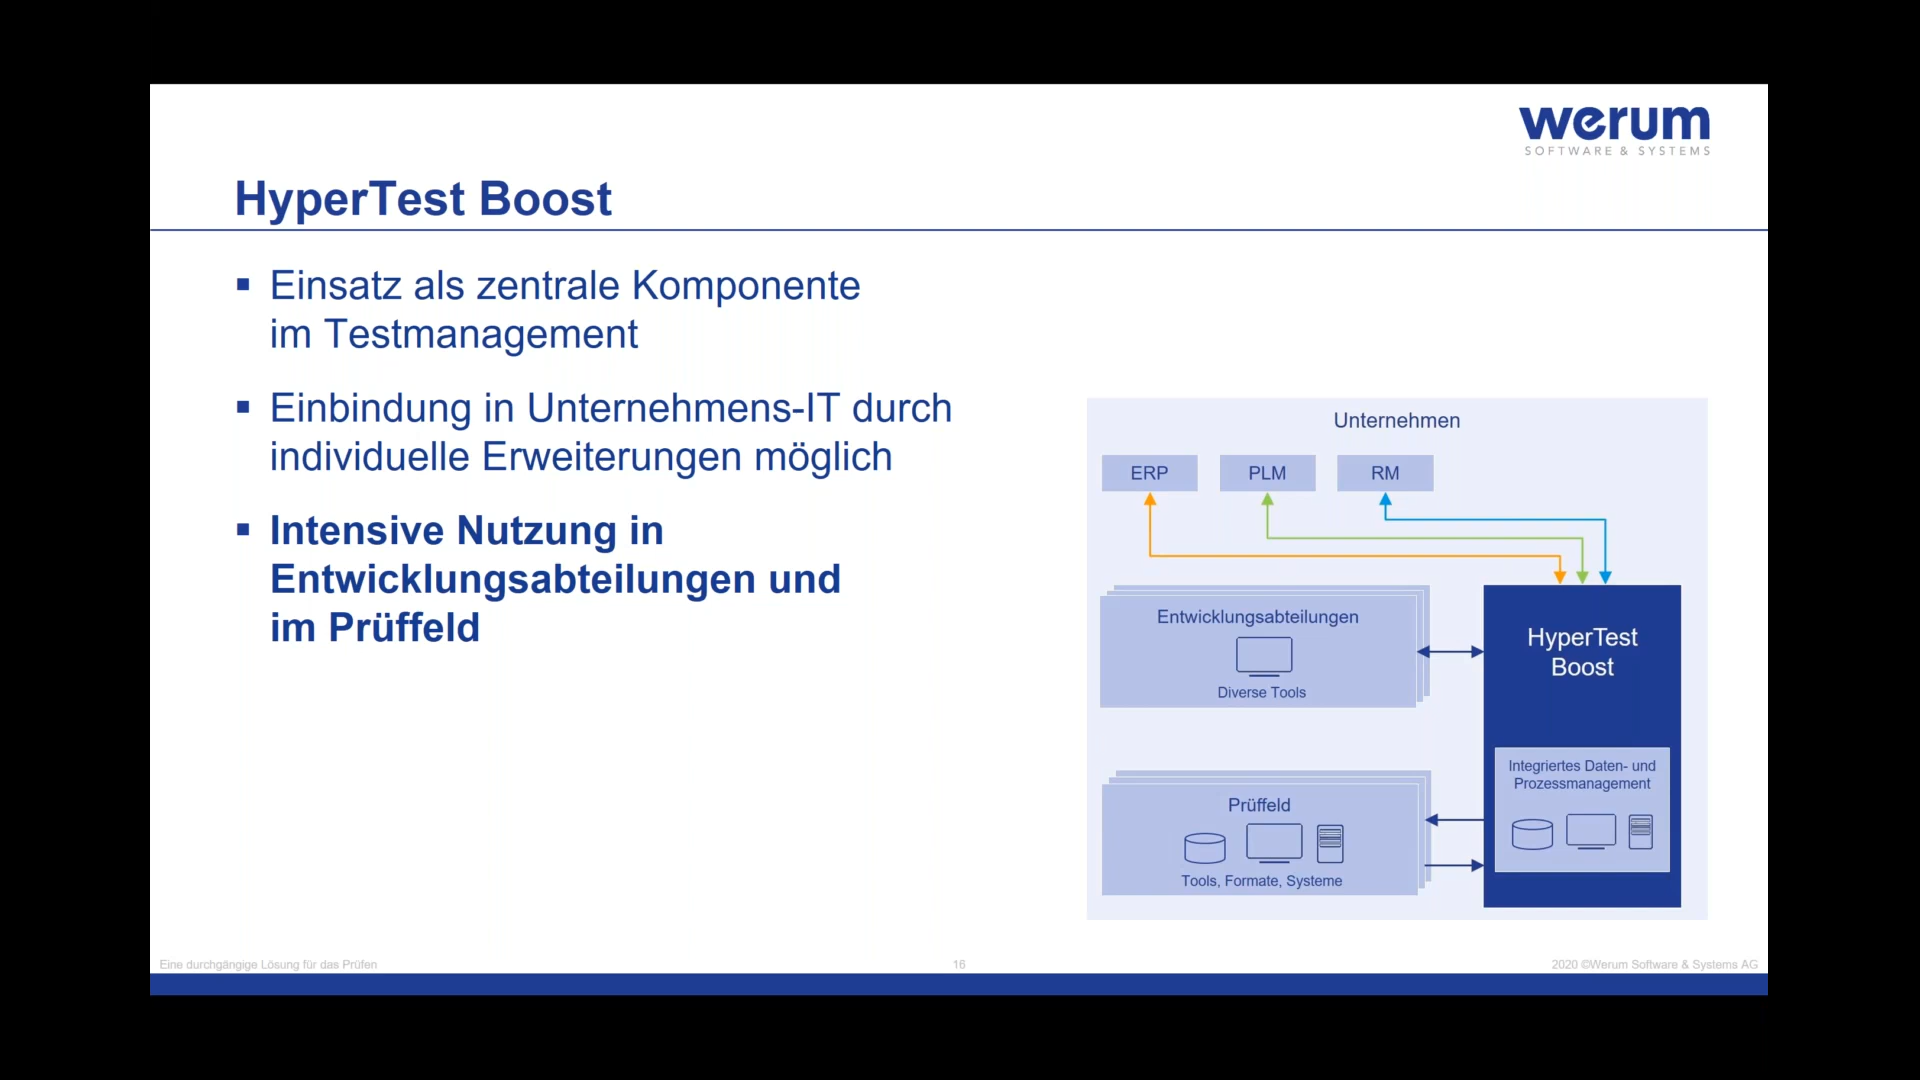 werum
SOFTWARE & SYSTEMS
HyperTest Boost
▪ Einsatz als zentrale Komponente
im Testmanagement
▪ Einbindung in Unternehmens-IT durch
individuelle Erweiterungen möglich
▪ Intensive Nutzung in
Entwicklungsabteilungen und
im Prüffeld
Unternehmen
ERP
PLM
RM
Entwicklungsabteilungen
Diverse Tools
HyperTest
Boost
Integriertes Daten- und
Prozessmanagement
Prüffeld
Tools, Formate, Systeme
Eine durchgängige Lösung für das Prüfen
16
2020 ©Werum Software & Systems AG